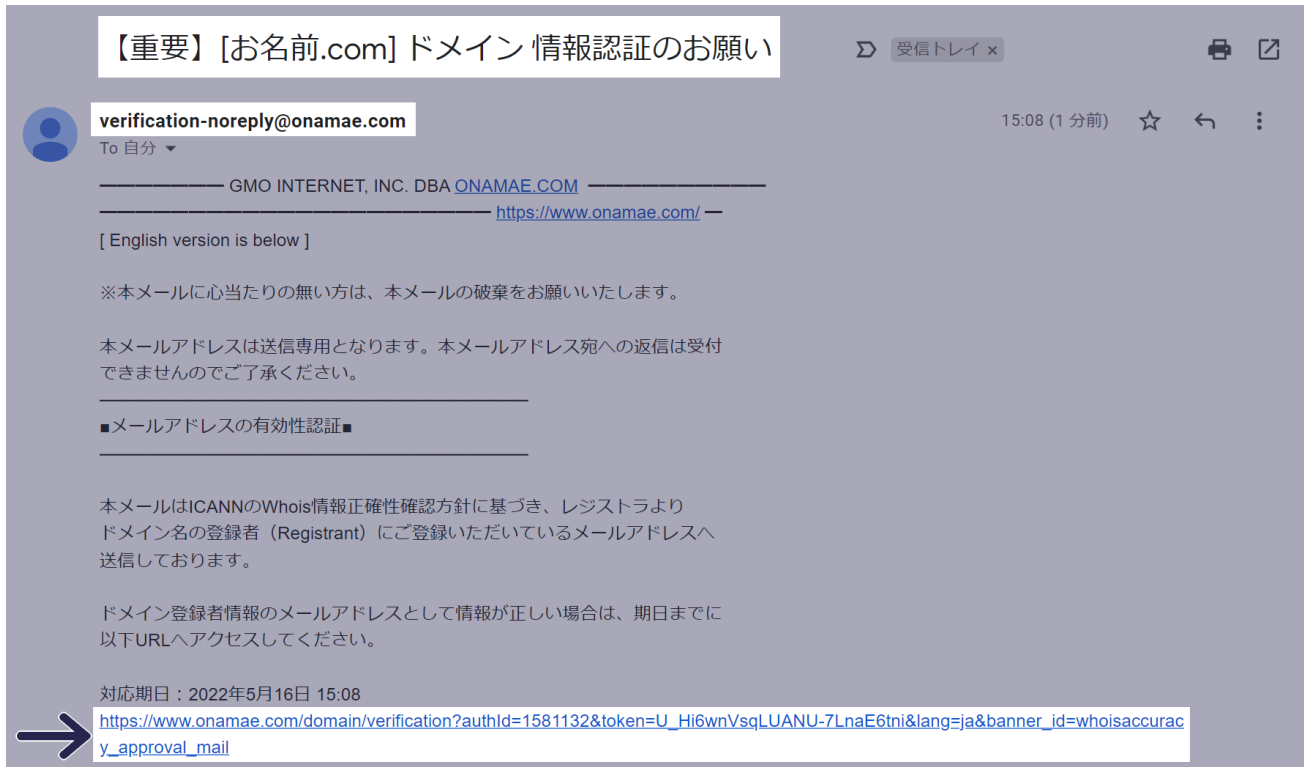 【重要】[お名前.com] ドメイン 情報認証のお願い
受信トレイ ×
verification-noreply@onamae.com
15:08 (1 分前)
To 自分
━━━━━━━ GMO INTERNET, INC. DBA ONAMAE.COM ━━━━━━━━━━
━━━━━━━━━━━━━━━━━━━━━━ https://www.onamae.com/ ━
[ English version is below ]
※本メールに心当たりの無い方は、本メールの破棄をお願いいたします。
本メールアドレスは送信専用となります。本メールアドレス宛への返信は受付
できませんのでご了承ください。
■メールアドレスの有効性認証■
本メールはICANNのWhois情報正確性確認方針に基づき、レジストラより
ドメイン名の登録者（Registrant）にご登録いただいているメールアドレスへ
送信しております。
ドメイン登録者情報のメールアドレスとして情報が正しい場合は、期日までに
以下URLへアクセスしてください。
対応期日：2022年5月16日 15:08
https://www.onamae.com/domain/verification?authId=1581132&token=U_Hi6wnVsqLUANU-7LnaE6tni&lang=ja&banner_id=whoisaccurac
y_approval_mail